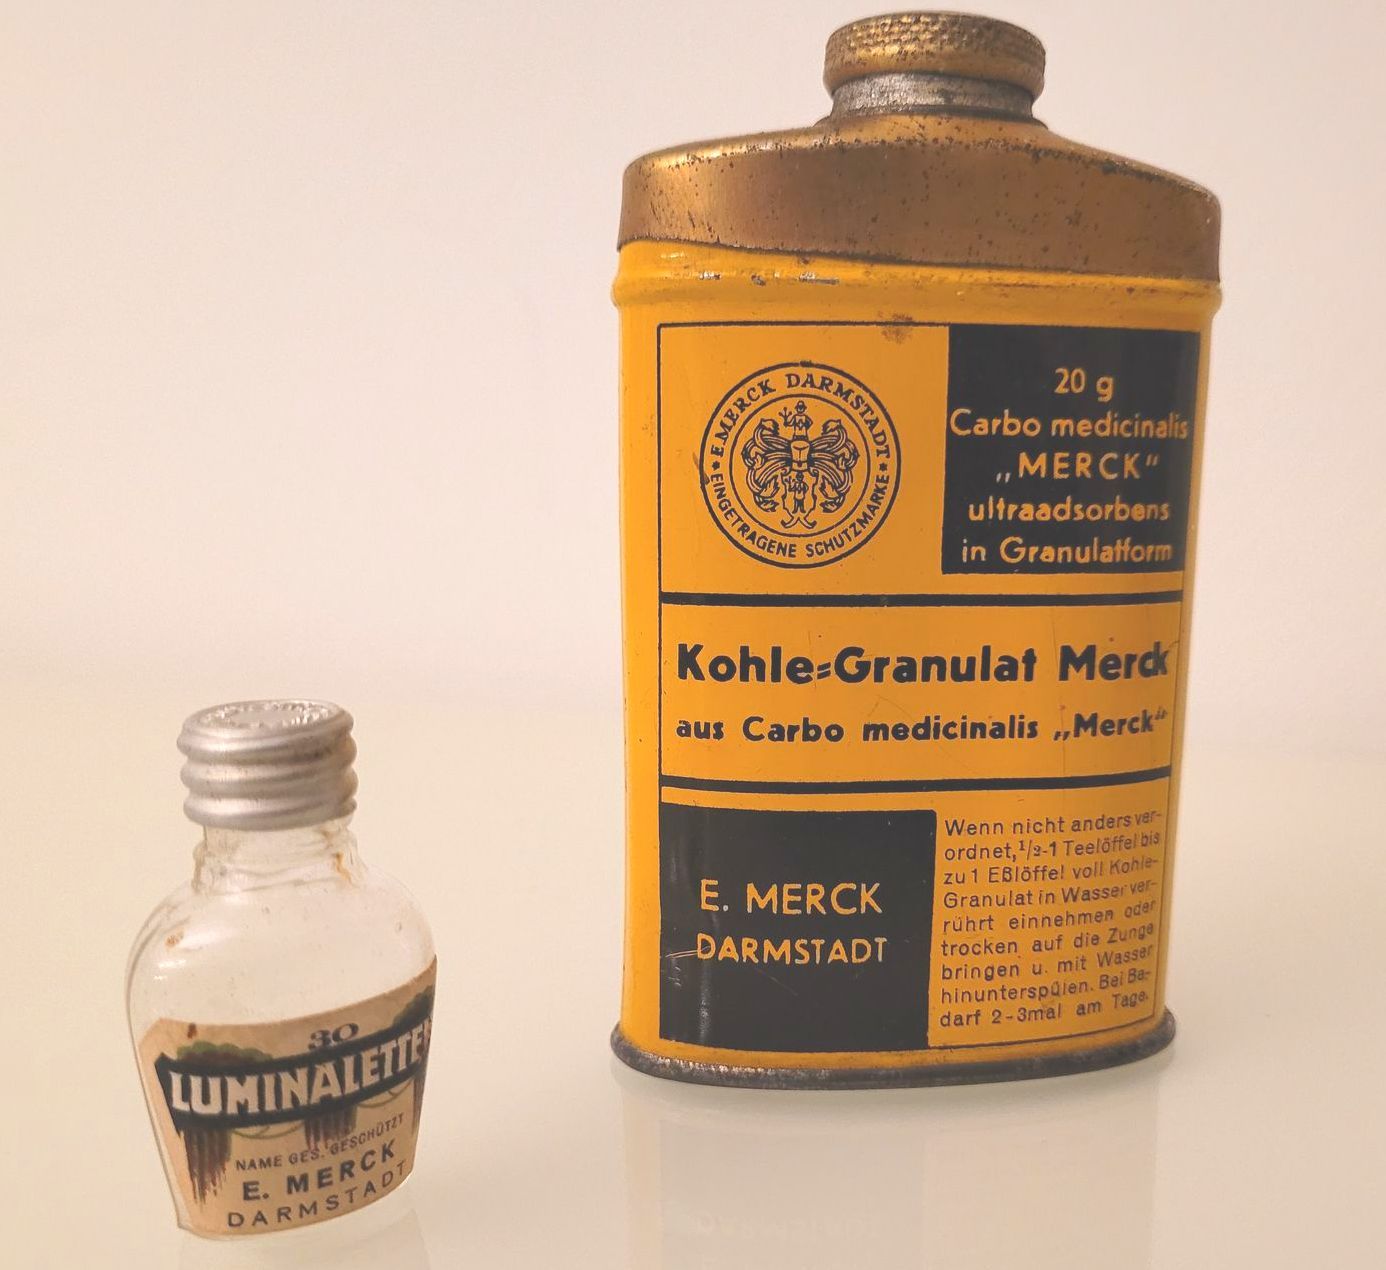 E. MERCK DARMSTADT
EINGETRAGENE SCHUTZMARKE
20 g
Carbo medicinalis
„MERCK“
ultraadsorbens
in Granulatform
Kohle=Granulat Merck
aus Carbo medicinalis „Merck“
E. MERCK
DARMSTADT
Wenn nicht anders ver-
ordnet, 1/2-1 Teelöffel bis
zu 1 Eßlöffel voll Kohle-
Granulat in Wasser ver-
rührt einnehmen oder
trocken auf die Zunge
bringen u. mit Wasser
hinunterspülen. Bei Be-
darf 2-3mal am Tage.
30
LUMINALETTEN
NAME GES. GESCHÜTZT
E. MERCK
DARMSTADT